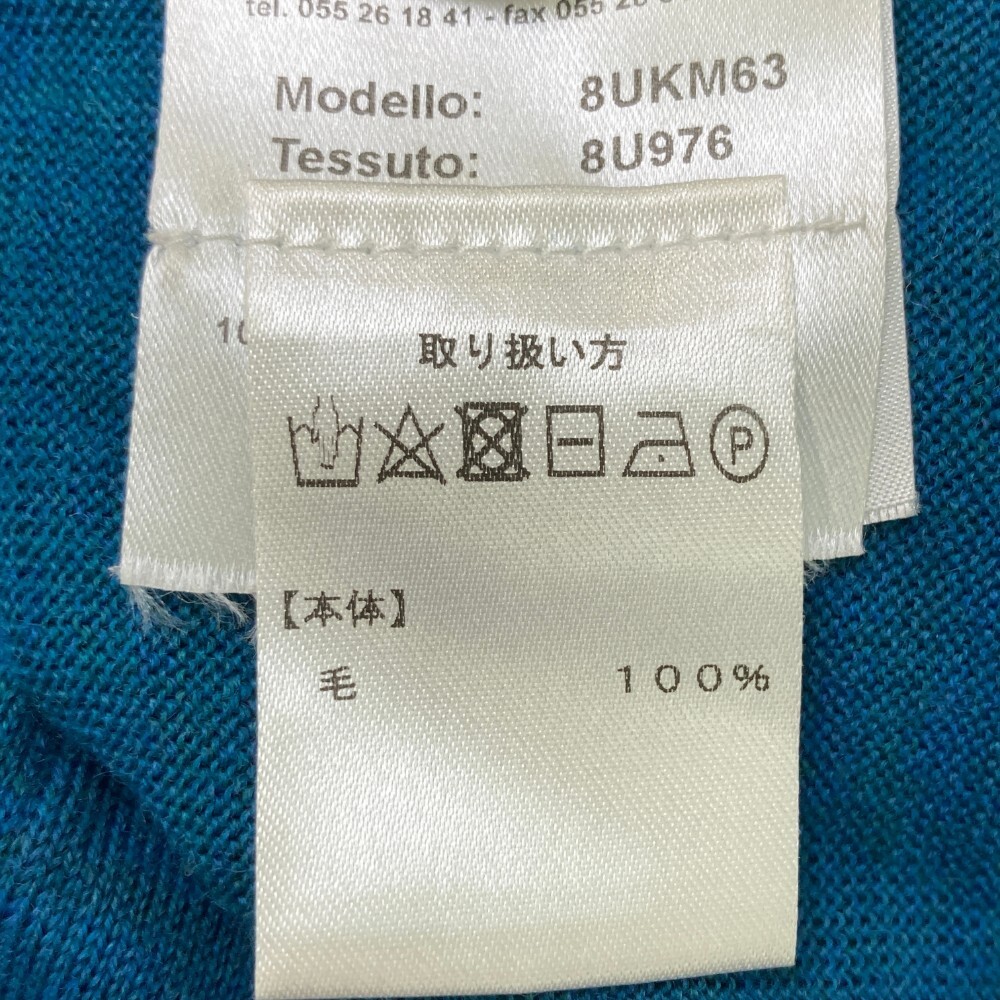 tel. 055 26 18 41 - fax 055
Modello: 8UKM63
Tessuto: 8U976
取り扱い方
P
【本体】
毛 100%